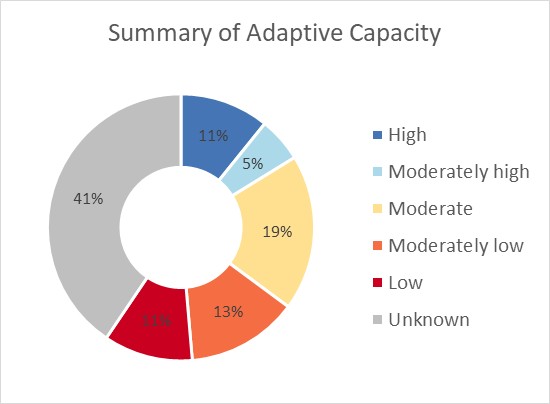 Summary of Adaptive Capacity
11%
5%
19%
13%
11%
41%
High
Moderately high
Moderate
Moderately low
Low
Unknown